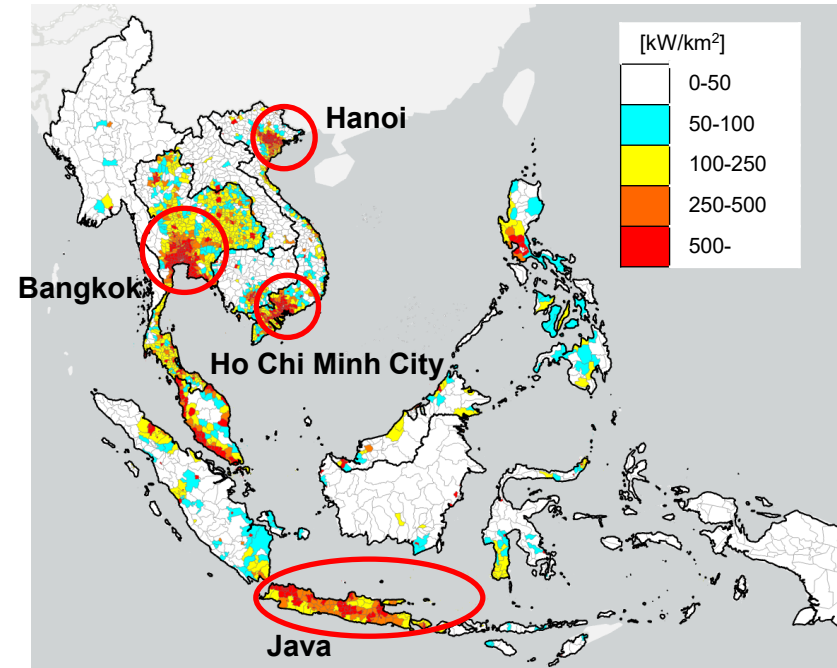 [kW/km²]
0-50
50-100
100-250
250-500
500-
Hanoi
Bangkok
Ho Chi Minh City
Java